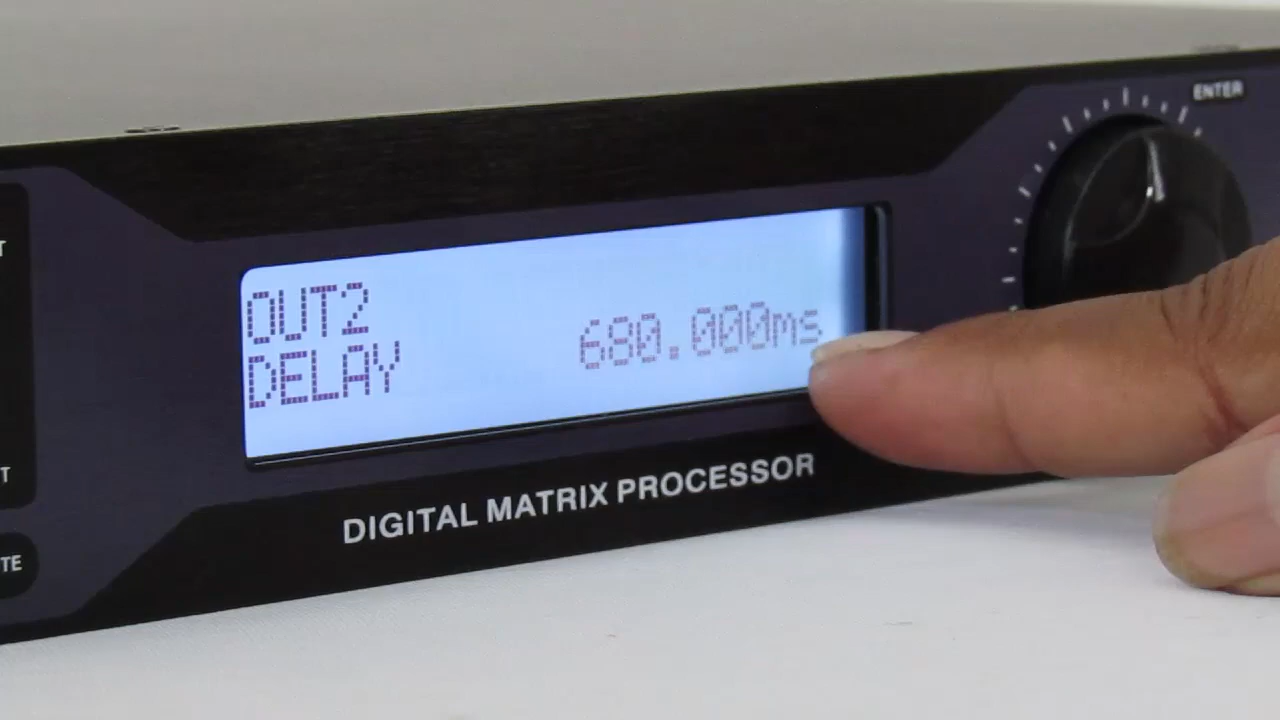 ENTER
OUT2
DELAY 680.000ms
DIGITAL MATRIX PROCESSOR